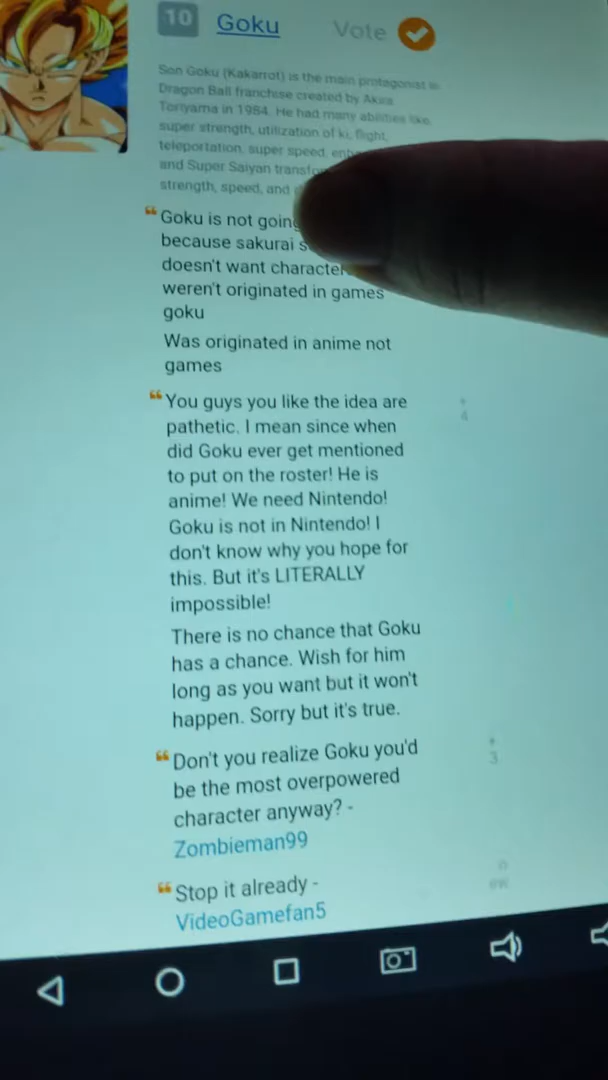 10 Goku Vote
Son Goku (Kakarrot) is the main protagonist in
Dragon Ball franchise created by Akira
Toriyama in 1984. He had many abilities like
super strength, utilization of ki, flight,
teleportation, super speed,
and Super Saiyan
strength, speed, and
“Goku is not going
because sakurai
doesn't want
weren't originated in games
goku
Was originated in anime not
games
“You guys you like the idea are
pathetic. I mean since when
did Goku ever get mentioned
to put on the roster! He is
anime! We need Nintendo!
Goku is not in Nintendo! I
don't know why you hope for
this. But it's LITERALLY
impossible!
There is no chance that Goku
has a chance. Wish for him
long as you want but it won't
happen. Sorry but it's true.
+
4
“Don't you realize Goku you'd
be the most overpowered
character anyway? -
Zombieman99
+
3
“Stop it already -
VideoGamefan5